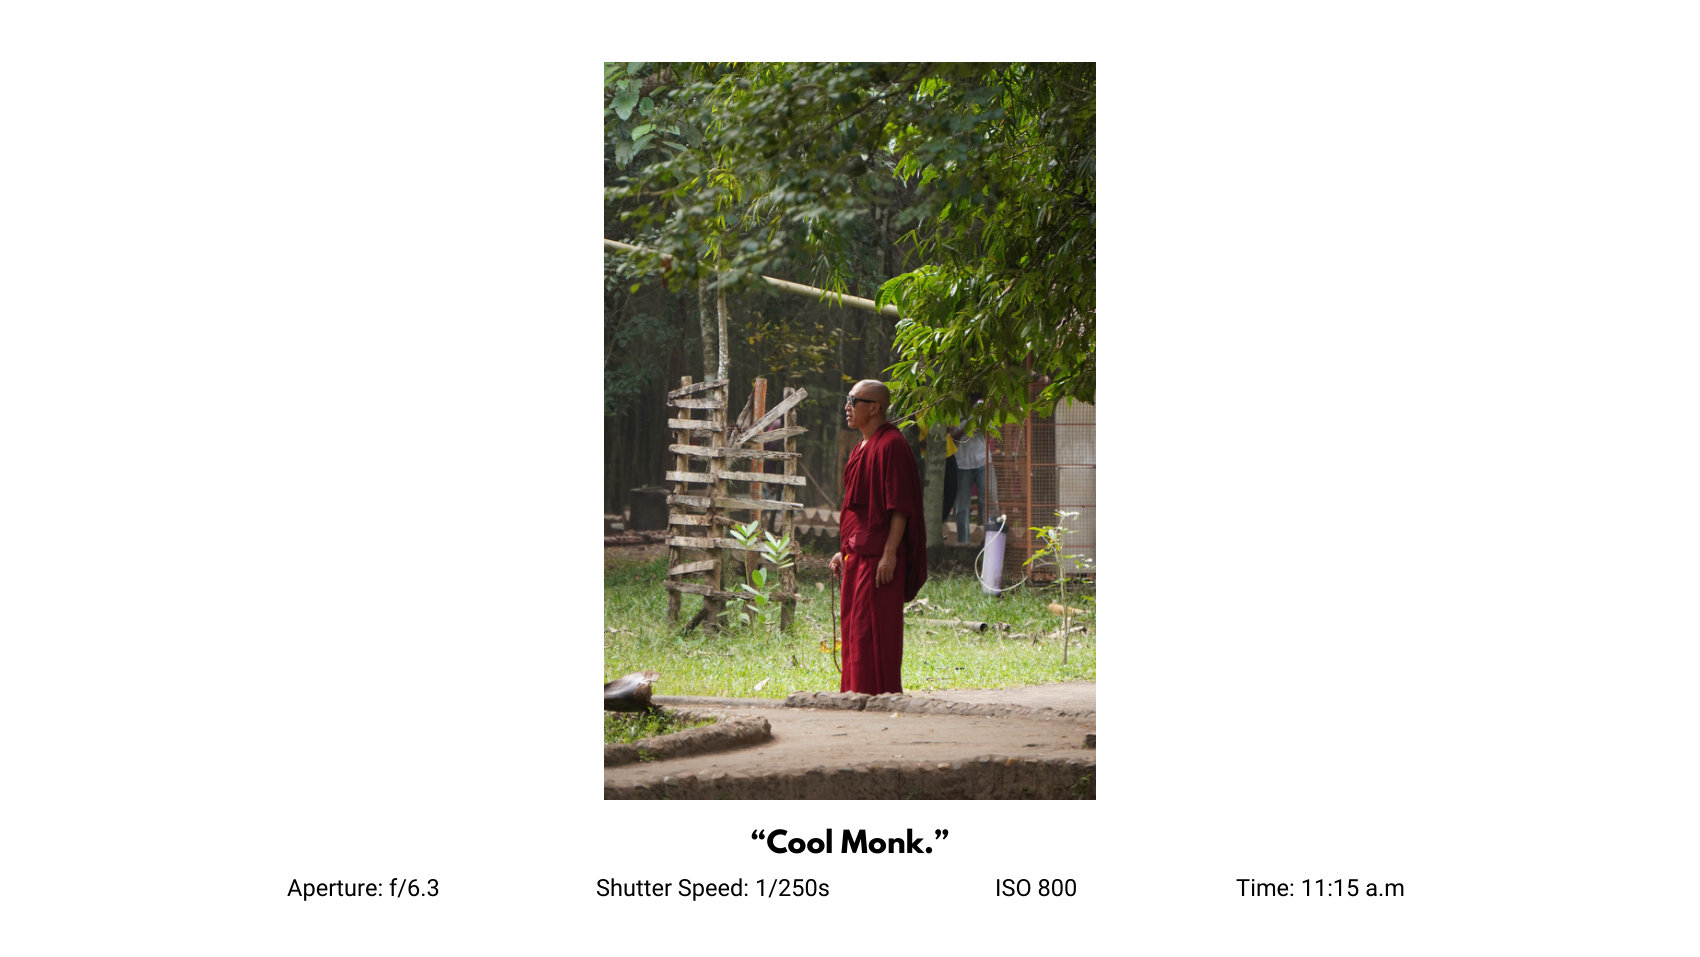 “Cool Monk.”
Aperture: f/6.3 Shutter Speed: 1/250s ISO 800 Time: 11:15 a.m